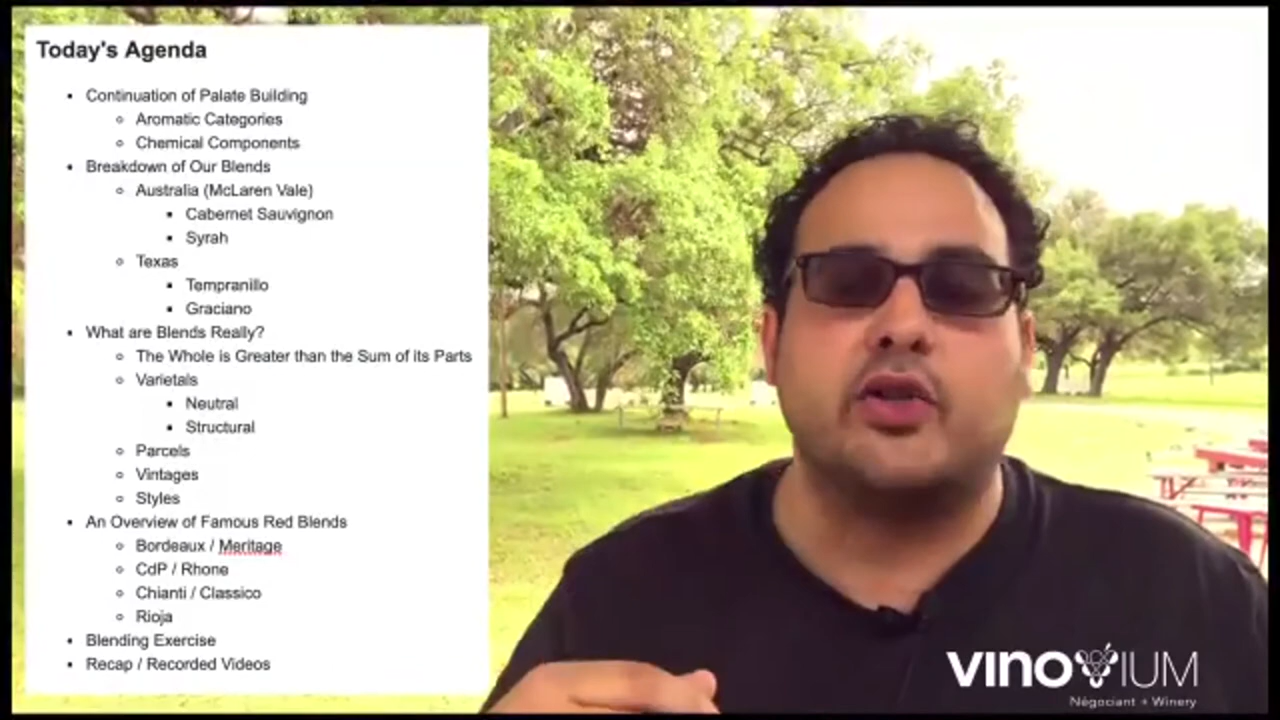 Today's Agenda
Continuation of Palate Building
Aromatic Categories
Chemical Components
Breakdown of Our Blends
Australia (McLaren Vale)
Cabernet Sauvignon
Syrah
Texas
Tempranillo
Graciano
What are Blends Really?
The Whole is Greater than the Sum of its Parts
Varietals
Neutral
Structural
Parcels
Vintages
Styles
An Overview of Famous Red Blends
Bordeaux / Meritage
CdP / Rhone
Chianti / Classico
Rioja
Blending Exercise
Recap / Recorded Videos
vinovIUM
Négociant + Winery